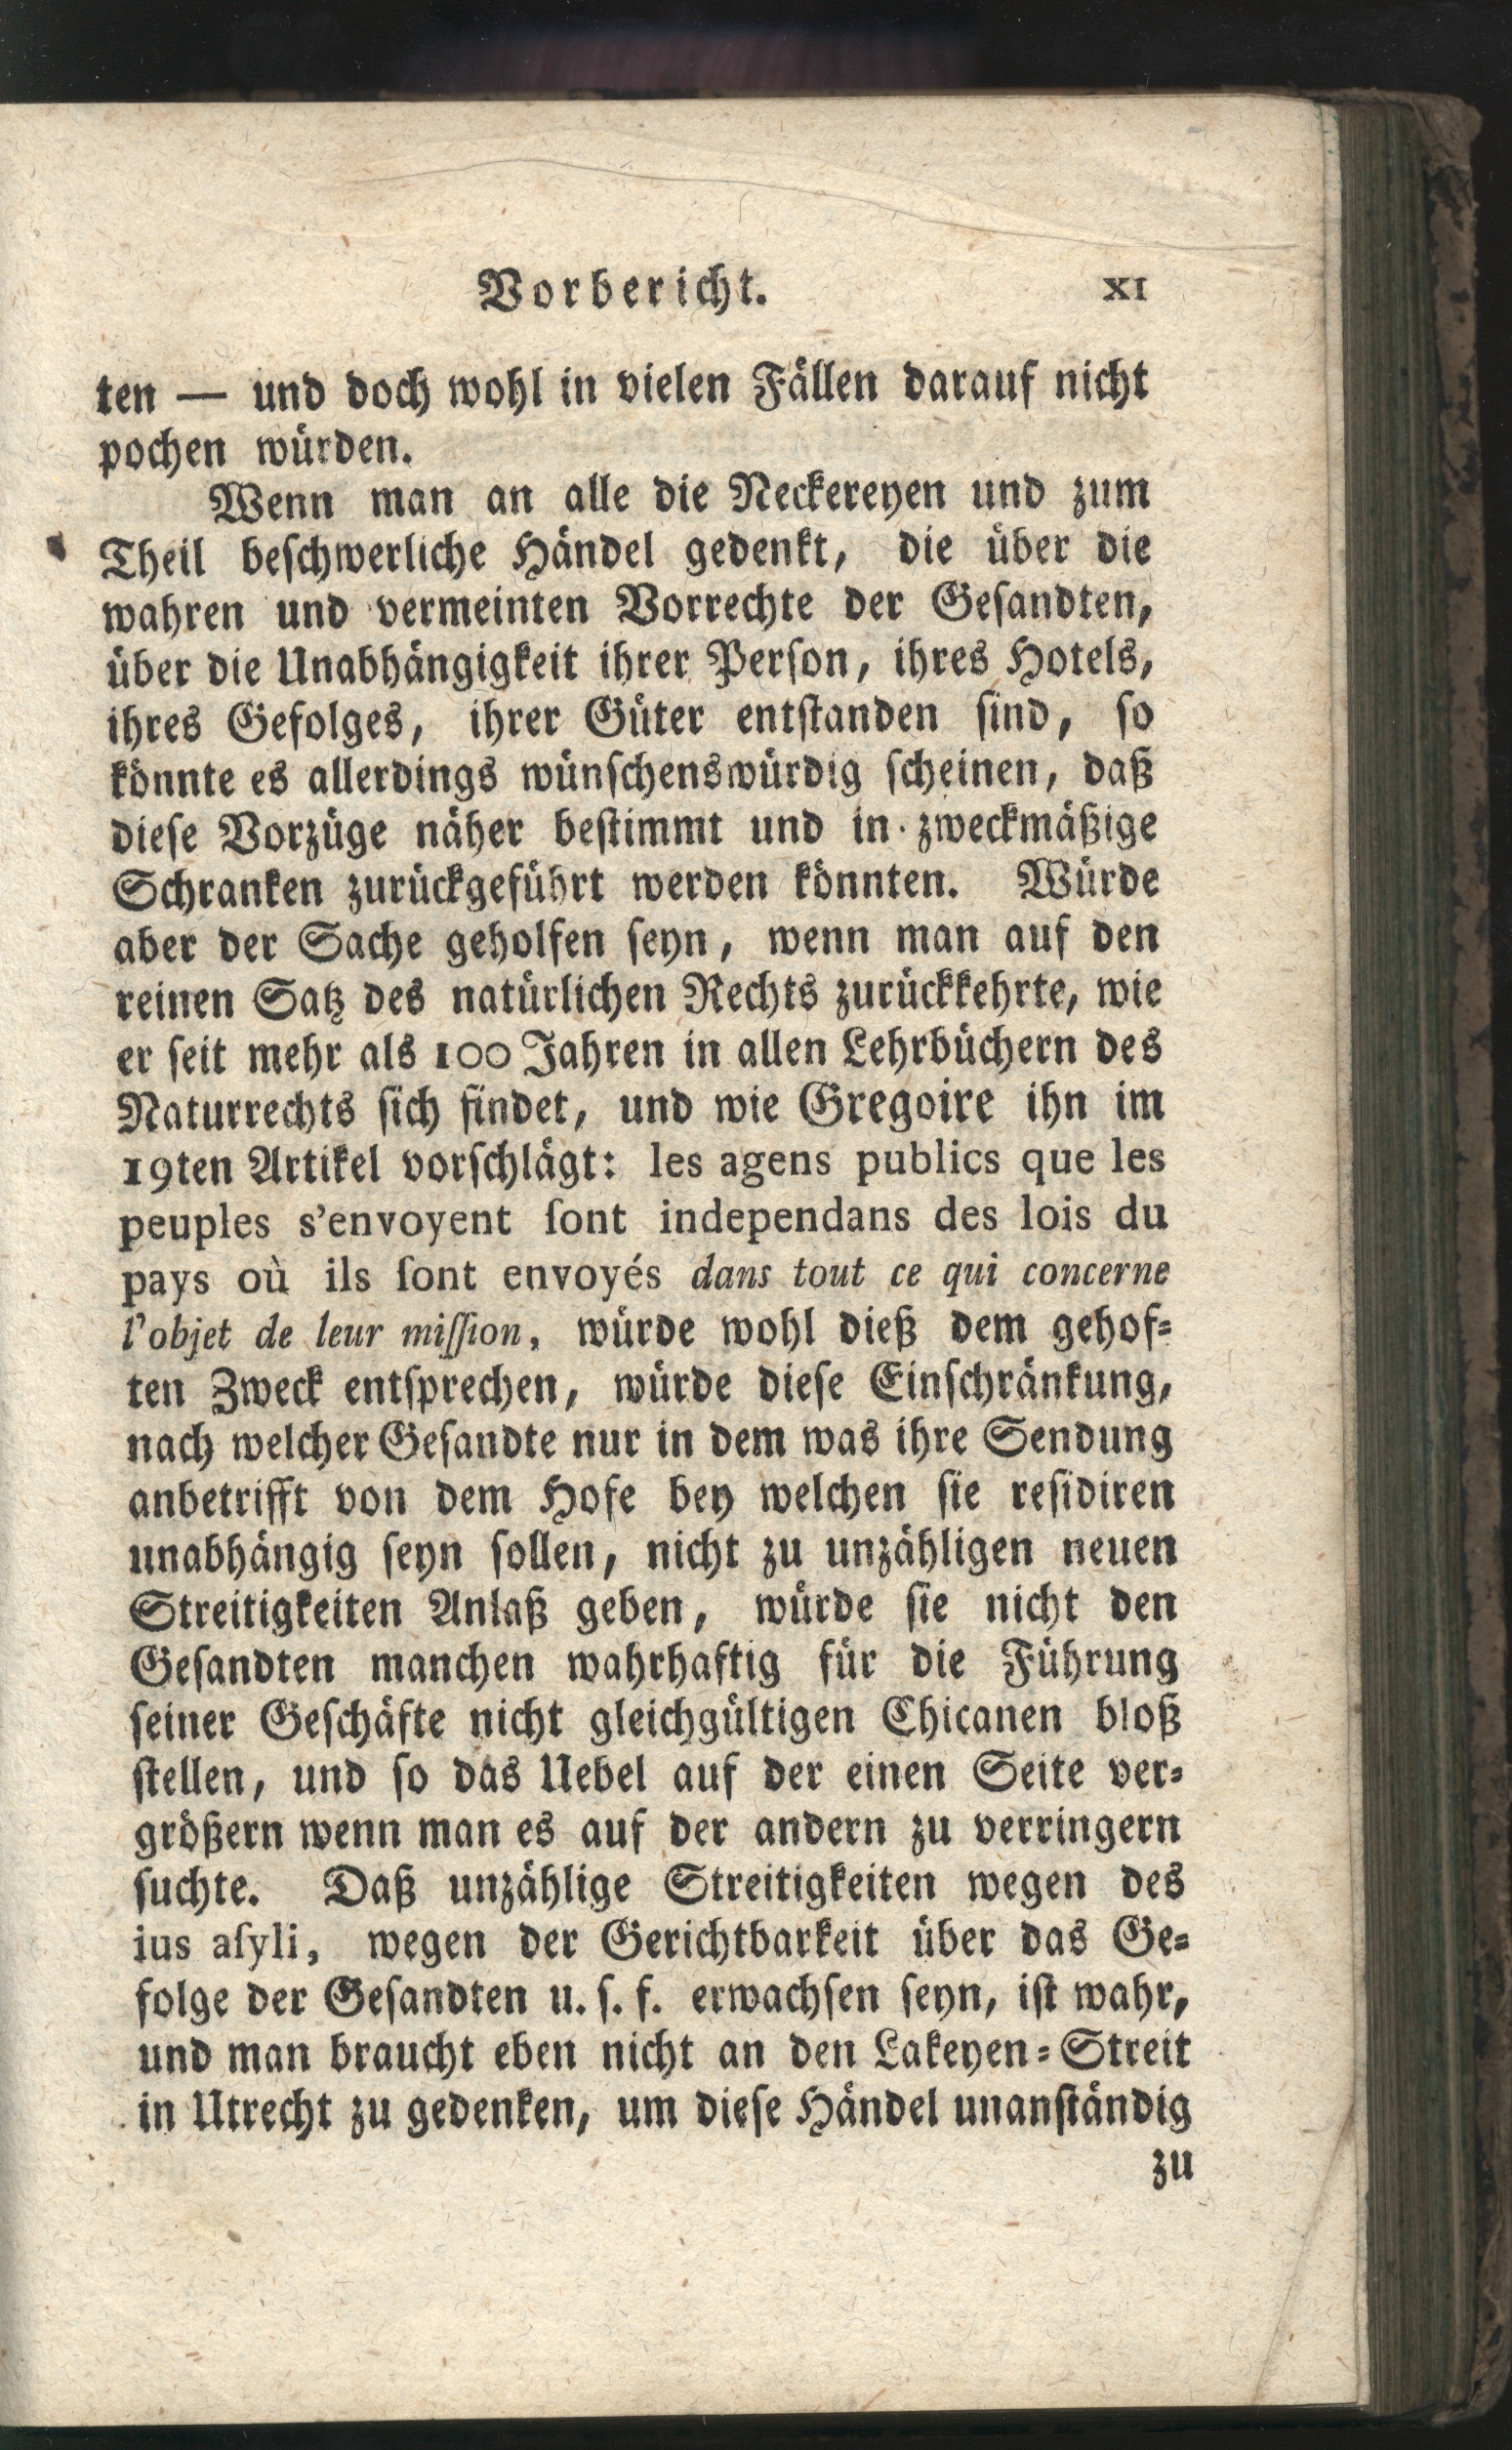 Vorbericht. XI
ten — und doch wohl in vielen Fällen darauf nicht
pochen würden.
Wenn man an alle die Neckereyen und zum
Theil beſchwerliche Händel gedenkt, die über die
wahren und vermeinten Vorrechte der Geſandten,
über die Unabhängigkeit ihrer Perſon, ihres Hotels,
ihres Gefolges, ihrer Güter entſtanden ſind, ſo
könnte es allerdings wünſchenswürdig ſcheinen, daß
dieſe Vorzüge näher beſtimmt und in zweckmäßige
Schranken zurückgeführt werden könnten. Würde
aber der Sache geholfen ſeyn, wenn man auf den
reinen Satz des natürlichen Rechts zurückkehrte, wie
er ſeit mehr als 100 Jahren in allen Lehrbüchern des
Naturrechts ſich findet, und wie Gregoire ihn im
19ten Artikel vorſchlägt: les agens publics que les
peuples s'envoyent ſont independans des lois du
pays où ils ſont envoyés dans tout ce qui concerne
l'objet de leur miſſion, würde wohl dieß dem gehof⸗
ten Zweck entſprechen, würde dieſe Einſchränkung,
nach welcher Geſandte nur in dem was ihre Sendung
anbetrifft von dem Hofe bey welchen ſie reſidiren
unabhängig ſeyn ſollen, nicht zu unzähligen neuen
Streitigkeiten Anlaß geben, würde ſie nicht den
Geſandten manchen wahrhaftig für die Führung
ſeiner Geſchäfte nicht gleichgültigen Chicanen bloß
ſtellen, und ſo das Uebel auf der einen Seite ver⸗
größern wenn man es auf der andern zu verringern
ſuchte. Daß unzählige Streitigkeiten wegen des
ius aſyli, wegen der Gerichtbarkeit über das Ge⸗
folge der Geſandten u. ſ. f. erwachſen ſeyn, iſt wahr,
und man braucht eben nicht an den Lakeyen⸗Streit
in Utrecht zu gedenken, um dieſe Händel unanſtändig
zu